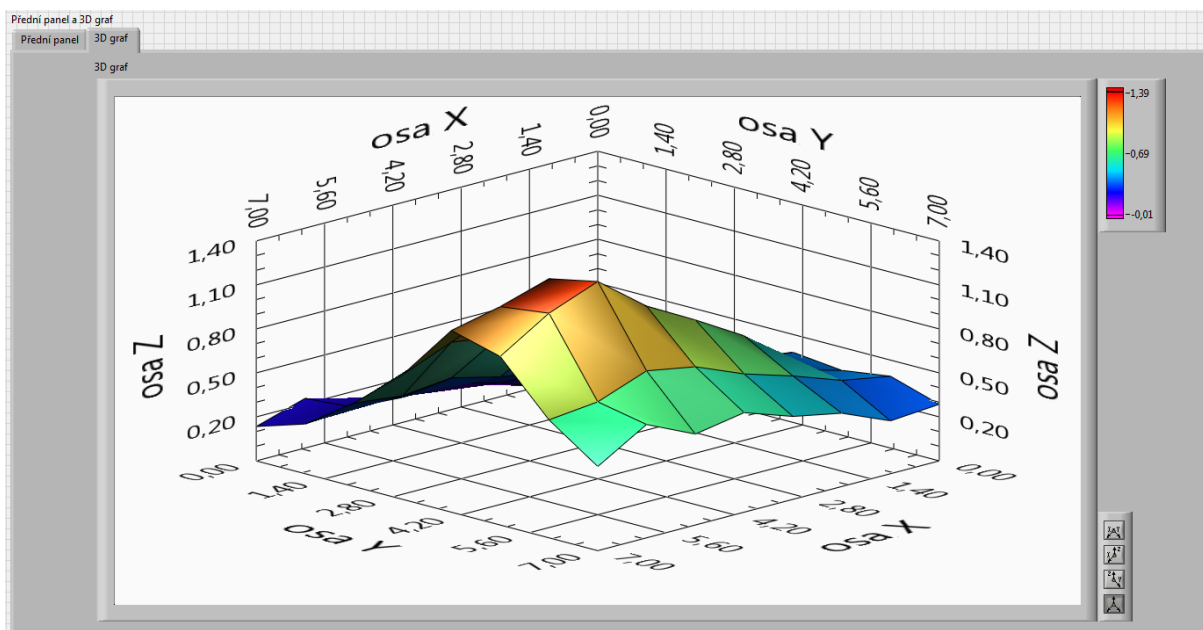 Přední panel a 3D graf
Přední panel
3D graf
3D graf
osa X
osa Y
0,00
1,40
1,40
2,80
2,80
4,20
4,20
5,60
5,60
7,00
7,00
1,40
1,10
0,80
0,50
0,20
osa Z
1,40
1,10
0,80
0,50
0,20
osa Z
0,00
1,40
2,80
4,20
5,60
7,00
osa Y
0,00
1,40
2,80
4,20
5,60
7,00
osa X
-1,39
-0,69
-0,01
X Y
X Z
Z Y